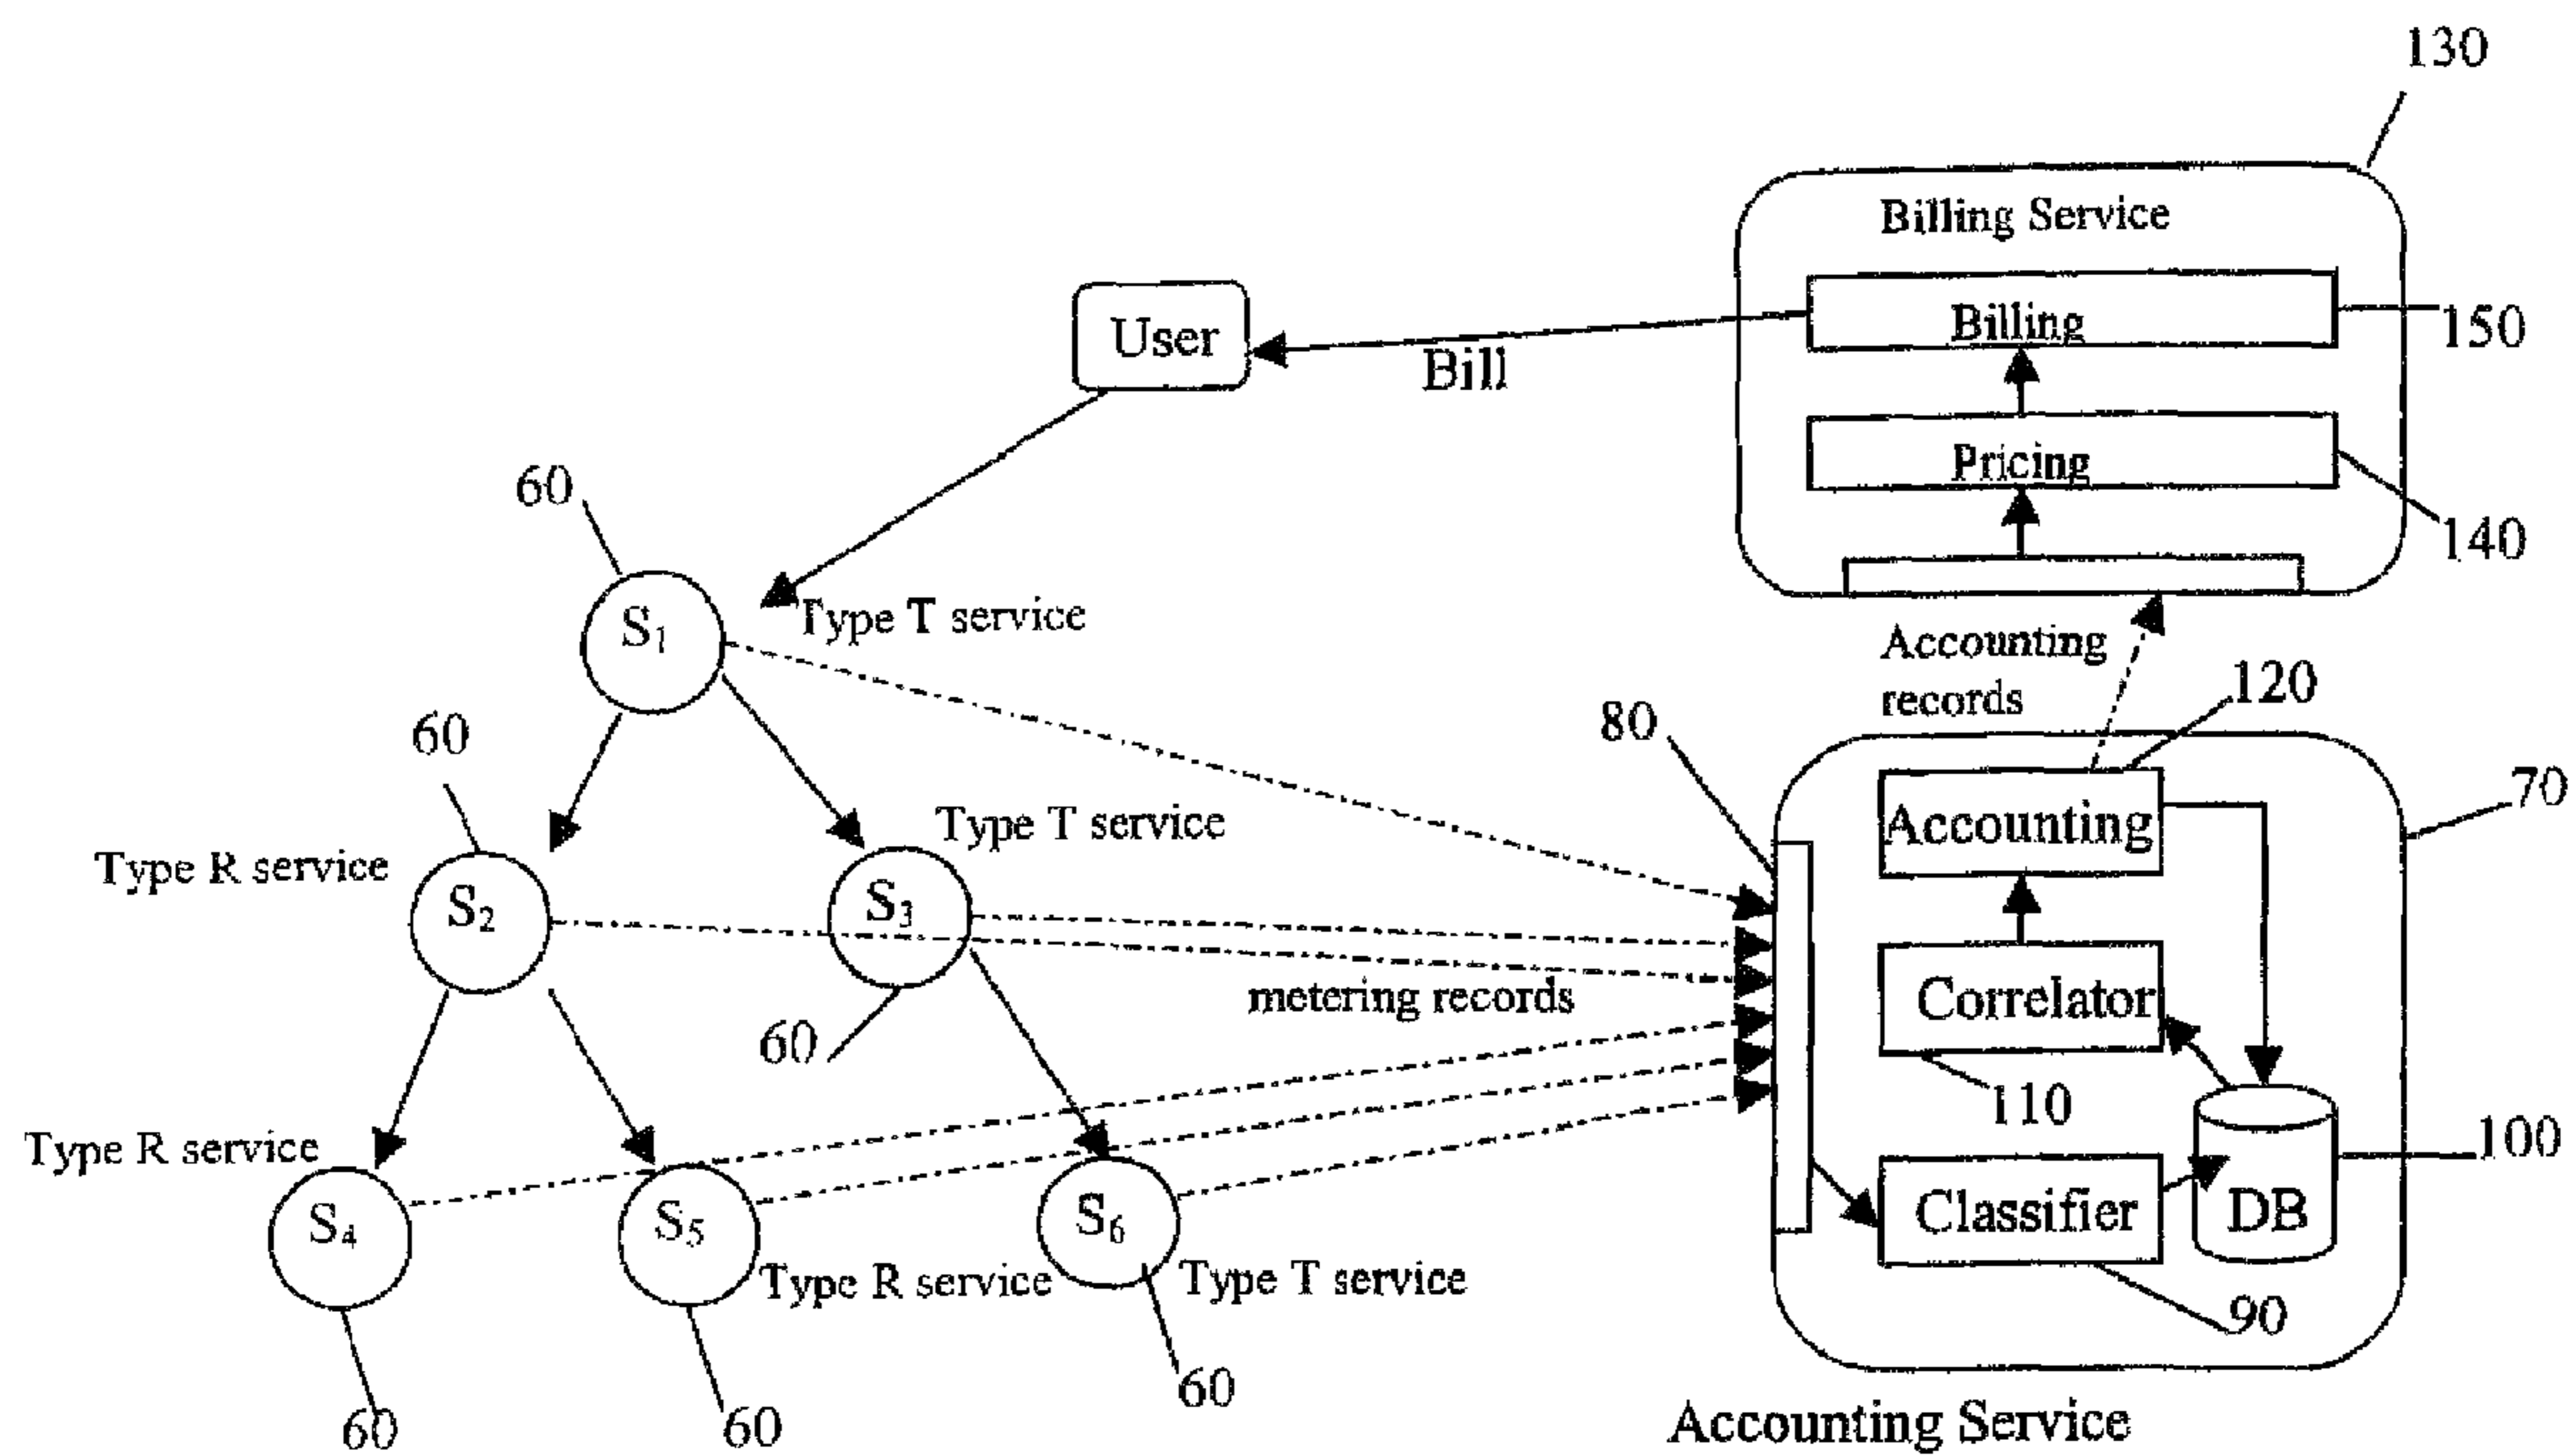 130
Billing Service
Billing
150
User
Bill
Pricing
140
60
S1
Type T service
Accounting
records
120
60
80
70
Type T service
Accounting
Type R service
S2
S3
metering records
Correlator
60
110
Type R service
100
S4
S5
S6
Classifier
DB
Type R service
Type T service
90
60
60
60
Accounting Service